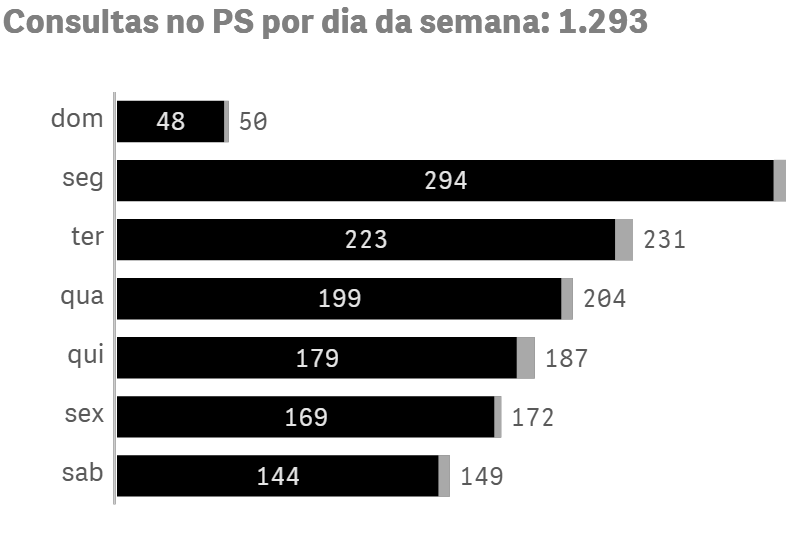 Consultas no PS por dia da semana: 1.293
dom 48 50
seg 294
ter 223 231
qua 199 204
qui 179 187
sex 169 172
sab 144 149